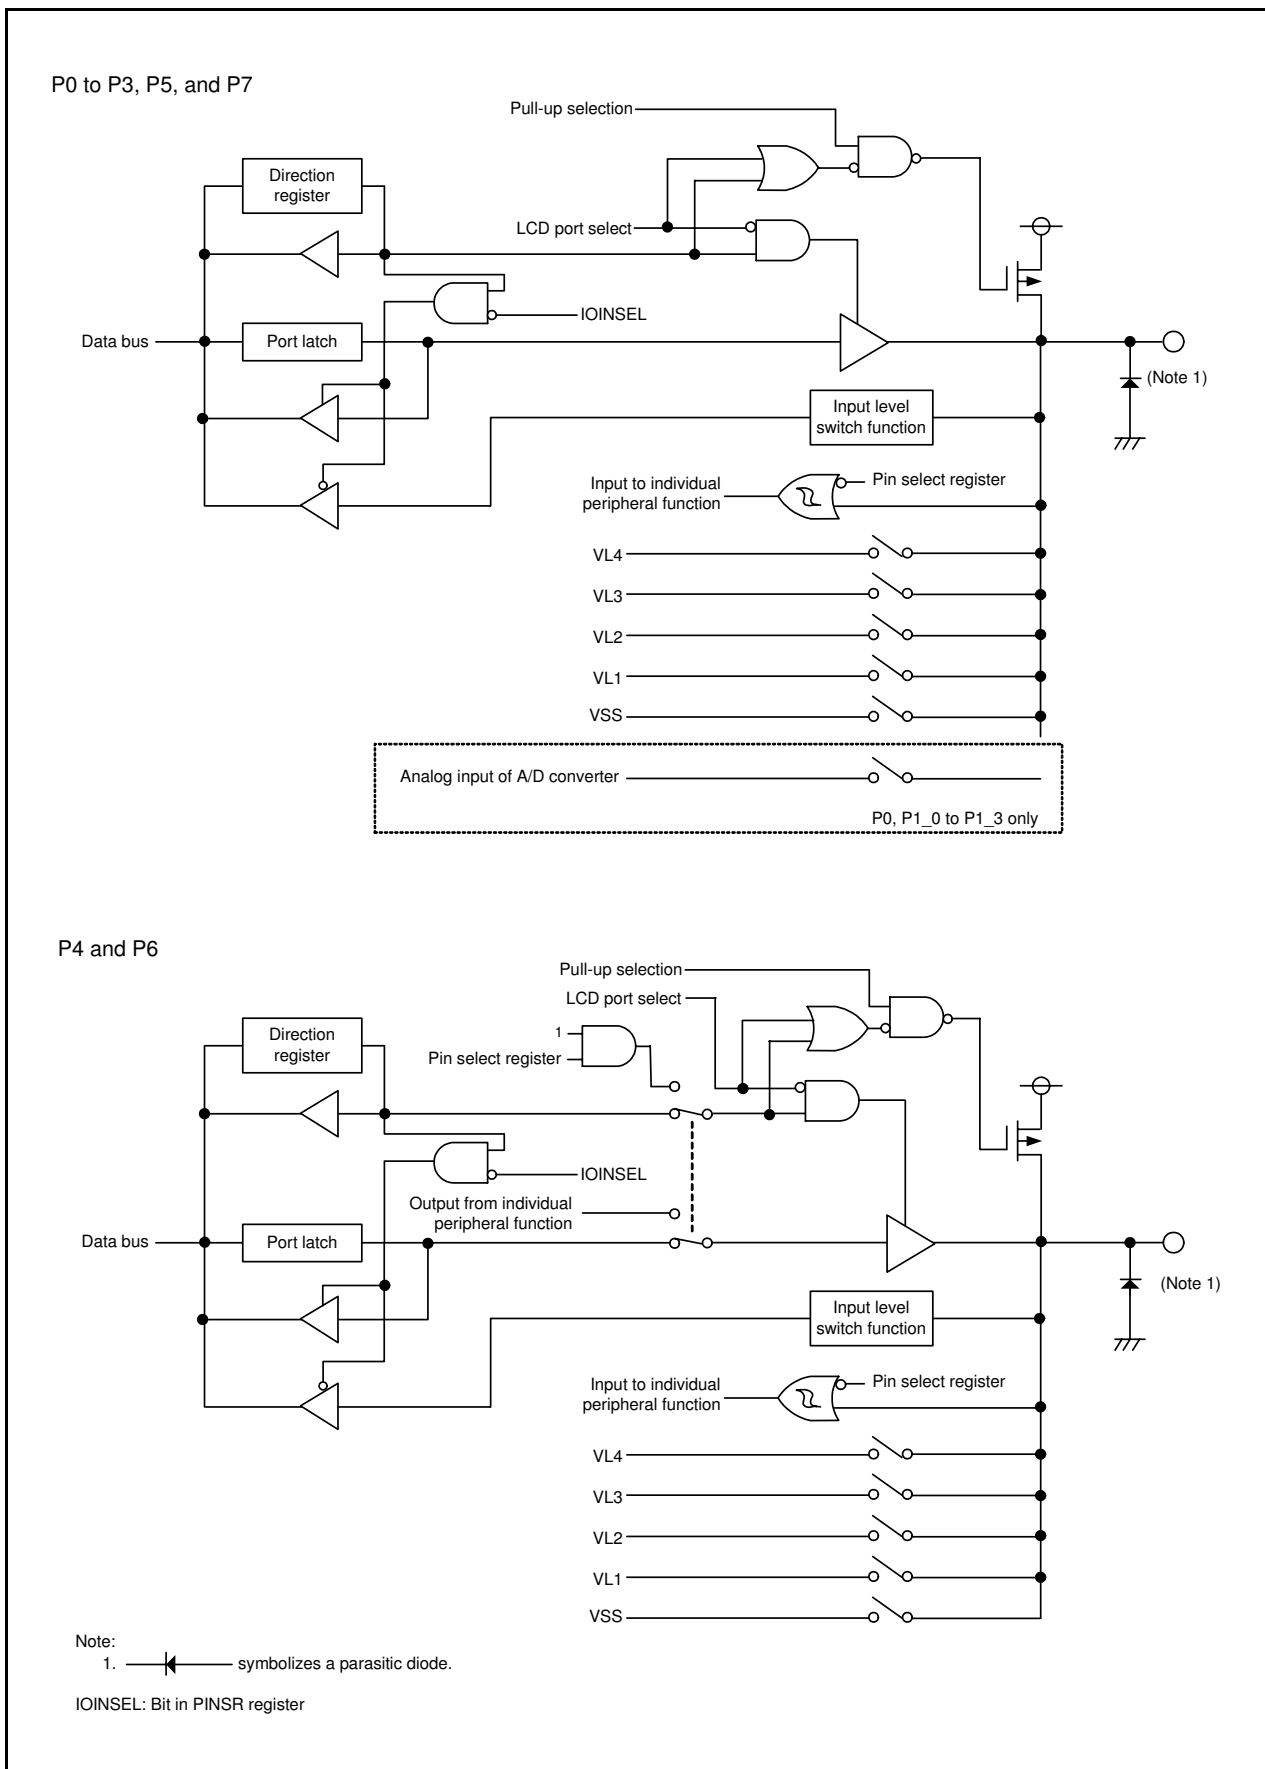 P0 to P3, P5, and P7
Pull-up selection
Direction
register
LCD port select
IOINSEL
Data bus
Port latch
(Note 1)
Input level
switch function
Input to individual
peripheral function
Pin select register
VL4
VL3
VL2
VL1
VSS
Analog input of A/D converter
P0, P1_0 to P1_3 only
P4 and P6
Pull-up selection
LCD port select
1
Pin select register
Direction
register
IOINSEL
Output from individual
peripheral function
Data bus
Port latch
(Note 1)
Input level
switch function
Input to individual
peripheral function
Pin select register
VL4
VL3
VL2
VL1
VSS
Note:
1. symbolizes a parasitic diode.
IOINSEL: Bit in PINSR register